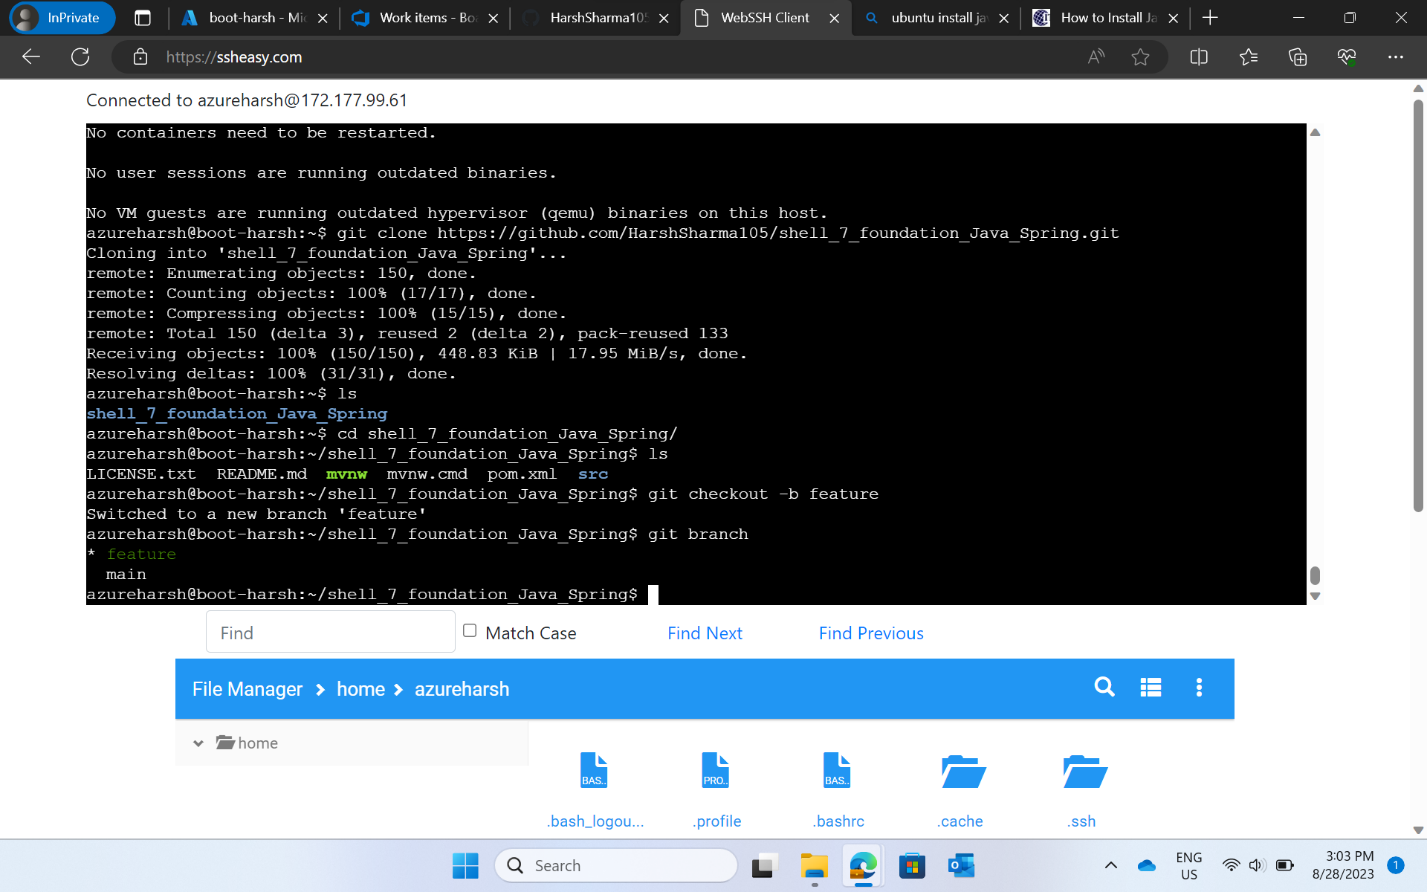 InPrivate
boot-harsh - Mic
Work items - Boa
HarshSharma105
WebSSH Client
ubuntu install jav
How to Install Ja
https://ssheasy.com
Connected to azureharsh@172.177.99.61
No containers need to be restarted.
No user sessions are running outdated binaries.
No VM guests are running outdated hypervisor (qemu) binaries on this host.
azureharsh@boot-harsh:~$ git clone https://github.com/HarshSharma105/shell_7_foundation_Java_Spring.git
Cloning into 'shell_7_foundation_Java_Spring'...
remote: Enumerating objects: 150, done.
remote: Counting objects: 100% (17/17), done.
remote: Compressing objects: 100% (15/15), done.
remote: Total 150 (delta 3), reused 2 (delta 2), pack-reused 133
Receiving objects: 100% (150/150), 448.83 KiB | 17.95 MiB/s, done.
Resolving deltas: 100% (31/31), done.
azureharsh@boot-harsh:~$ ls
shell_7_foundation_Java_Spring
azureharsh@boot-harsh:~$ cd shell_7_foundation_Java_Spring/
azureharsh@boot-harsh:~/shell_7_foundation_Java_Spring$ ls
LICENSE.txt README.md mvnw mvnw.cmd pom.xml src
azureharsh@boot-harsh:~/shell_7_foundation_Java_Spring$ git checkout -b feature
Switched to a new branch 'feature'
azureharsh@boot-harsh:~/shell_7_foundation_Java_Spring$ git branch
* feature
main
azureharsh@boot-harsh:~/shell_7_foundation_Java_Spring$
Find
Match Case
Find Next
Find Previous
File Manager > home > azureharsh
home
BAS..
PRO..
BAS..
.bash_logou...
.profile
.bashrc
.cache
.ssh
Search
ENG
US
3:03 PM
8/28/2023
1